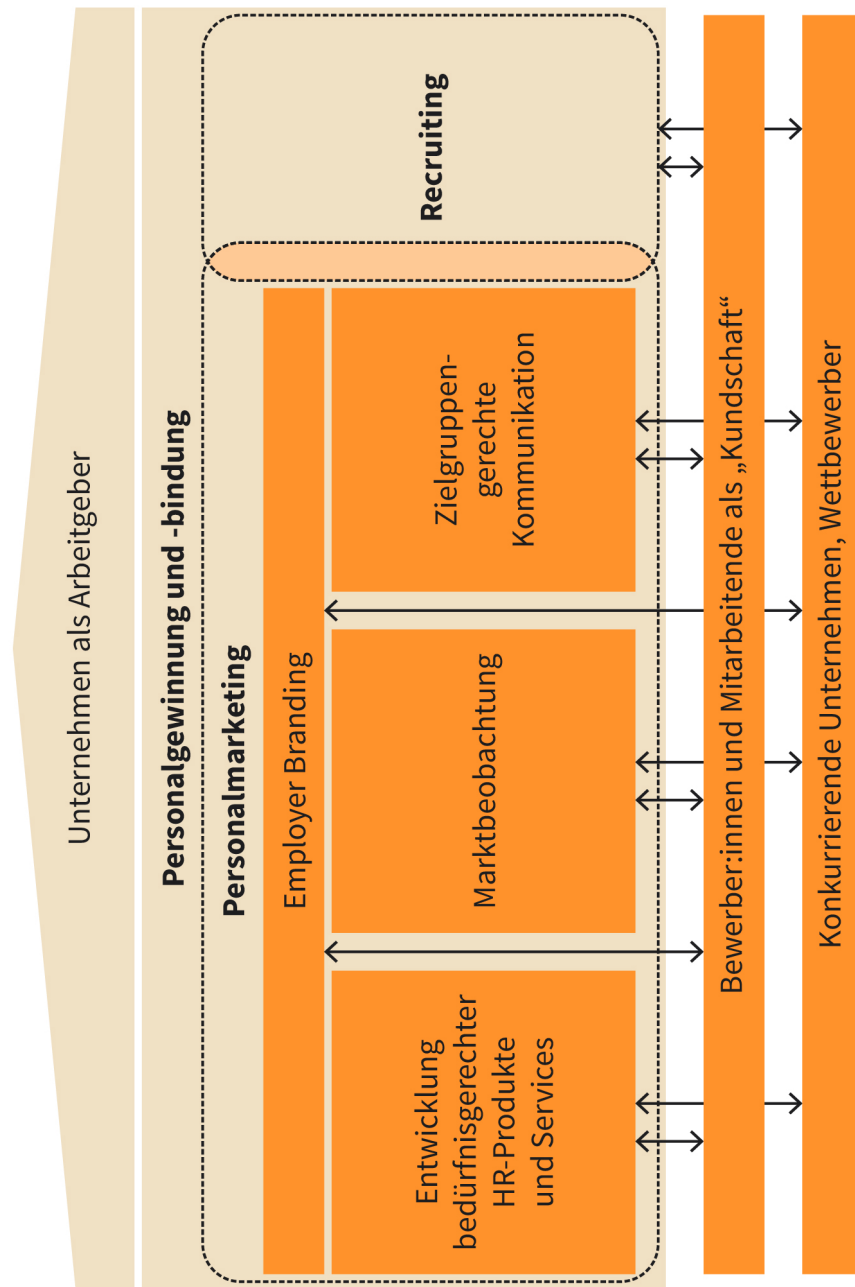 Unternehmen als Arbeitgeber
Personalgewinnung und -bindung
Personalmarketing
Employer Branding
Entwicklung
bedürfnisgerechter
HR-Produkte
und Services
Marktbeobachtung
Zielgruppen-
gerechte
Kommunikation
Recruiting
Bewerber:innen und Mitarbeitende als „Kundschaft“
Konkurrierende Unternehmen, Wettbewerber